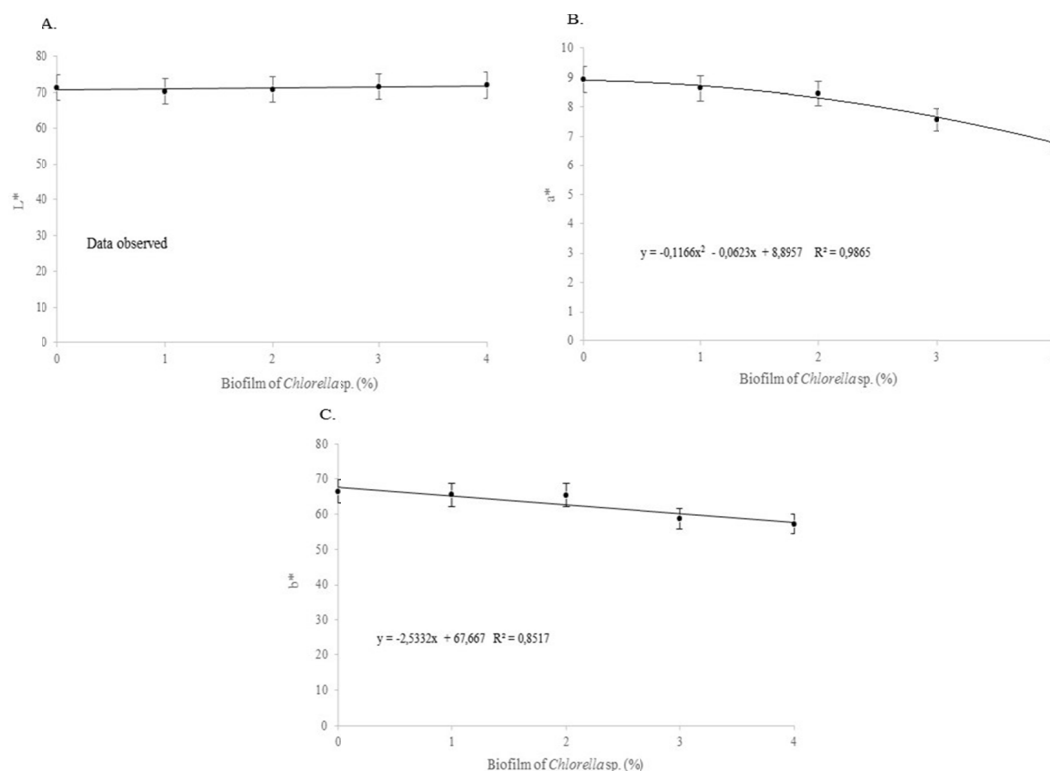 A.
80
70
60
50
40
30
20
10
0
L*
Data observed
0 1 2 3 4
Biofilm of Chlorella sp. (%)
B.
10
9
8
7
6
5
4
3
2
1
0
a*
y = -0,1166x² - 0,0623x + 8,8957 R² = 0,9865
0 1 2 3
Biofilm of Chlorella sp. (%)
C.
80
70
60
50
40
30
20
10
0
b*
y = -2,5332x + 67,667 R² = 0,8517
0 1 2 3 4
Biofilm of Chlorella sp. (%)